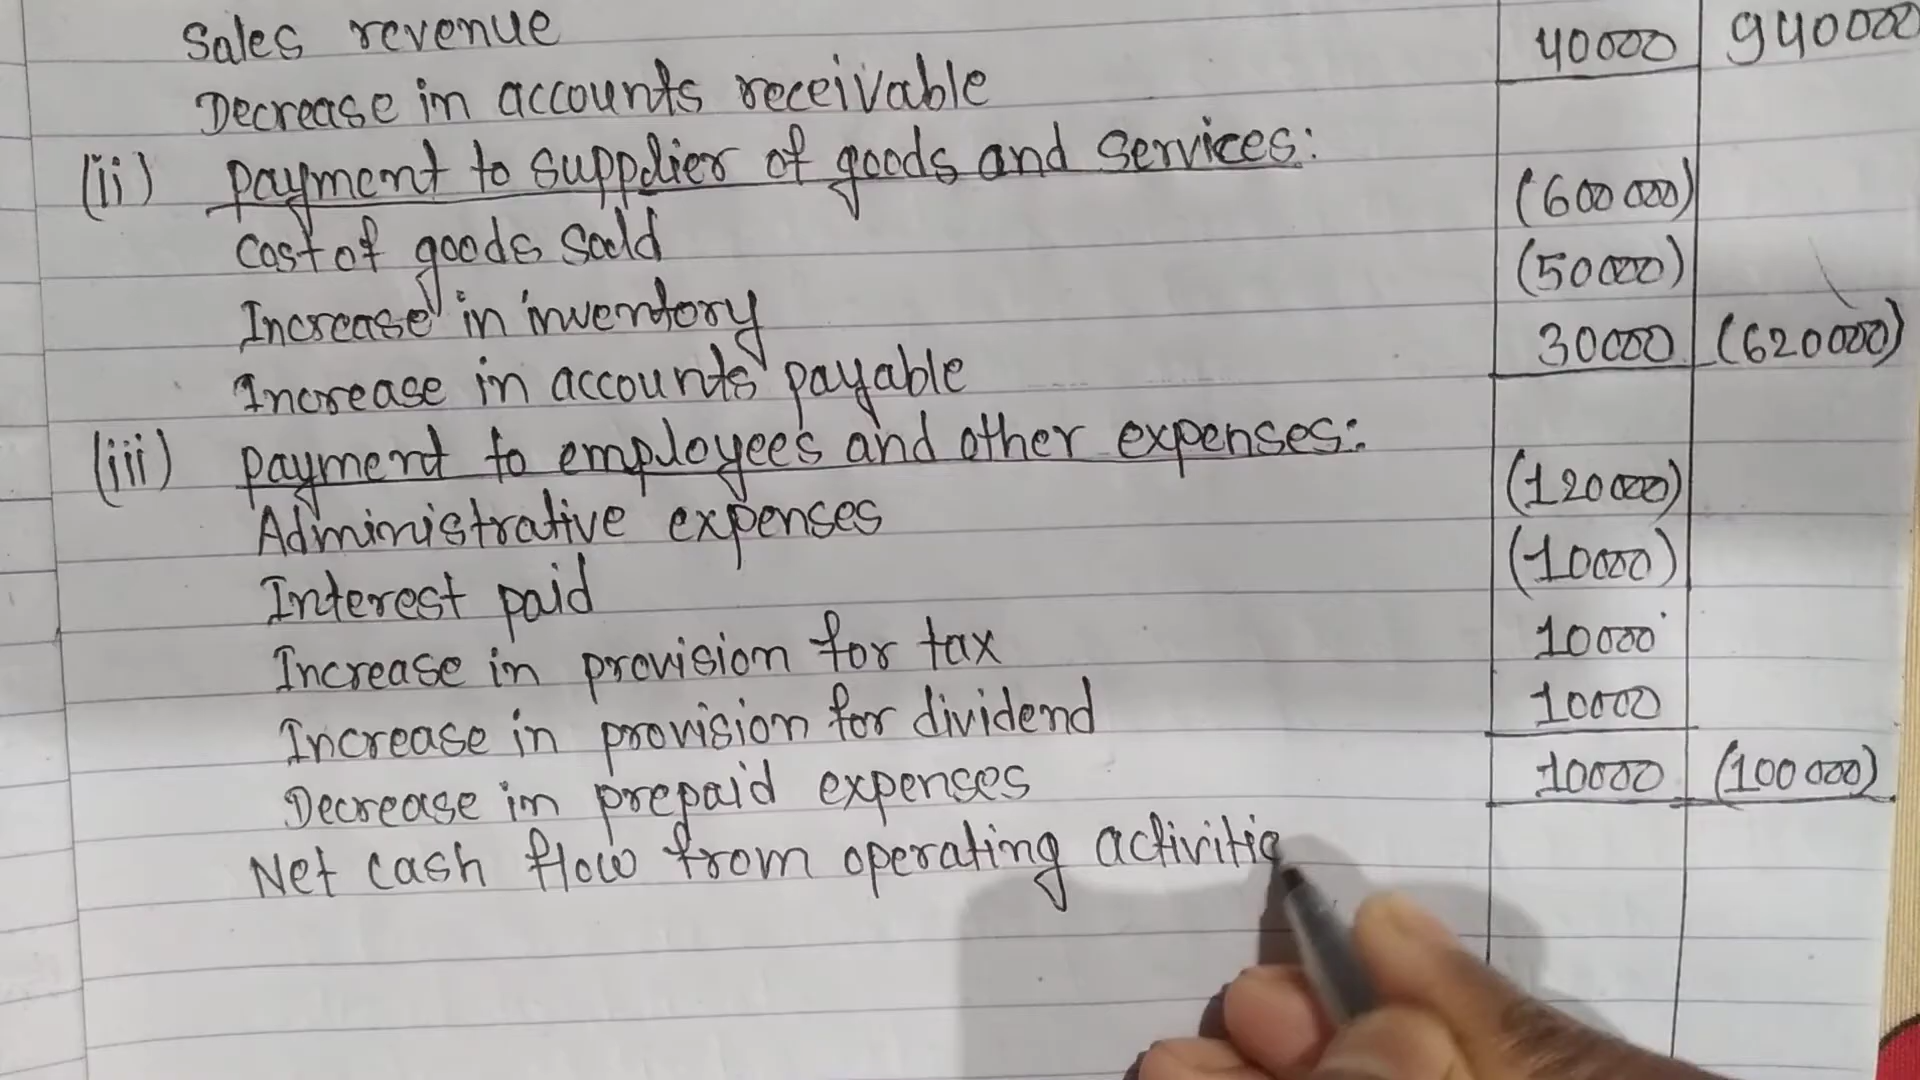 Sales revenue
Decrease in accounts receivable 40000 940000
(ii) payment to supplier of goods and services:
Cost of goods sold (600000)
Increase in inventory (50000)
Increase in accounts payable 30000 (620000)
(iii) payment to employees and other expenses:
Administrative expenses (120000)
Interest paid (10000)
Increase in provision for tax 10000
Increase in provision for dividend 10000
Decrease in prepaid expenses 10000 (100000)
Net cash flow from operating activitie